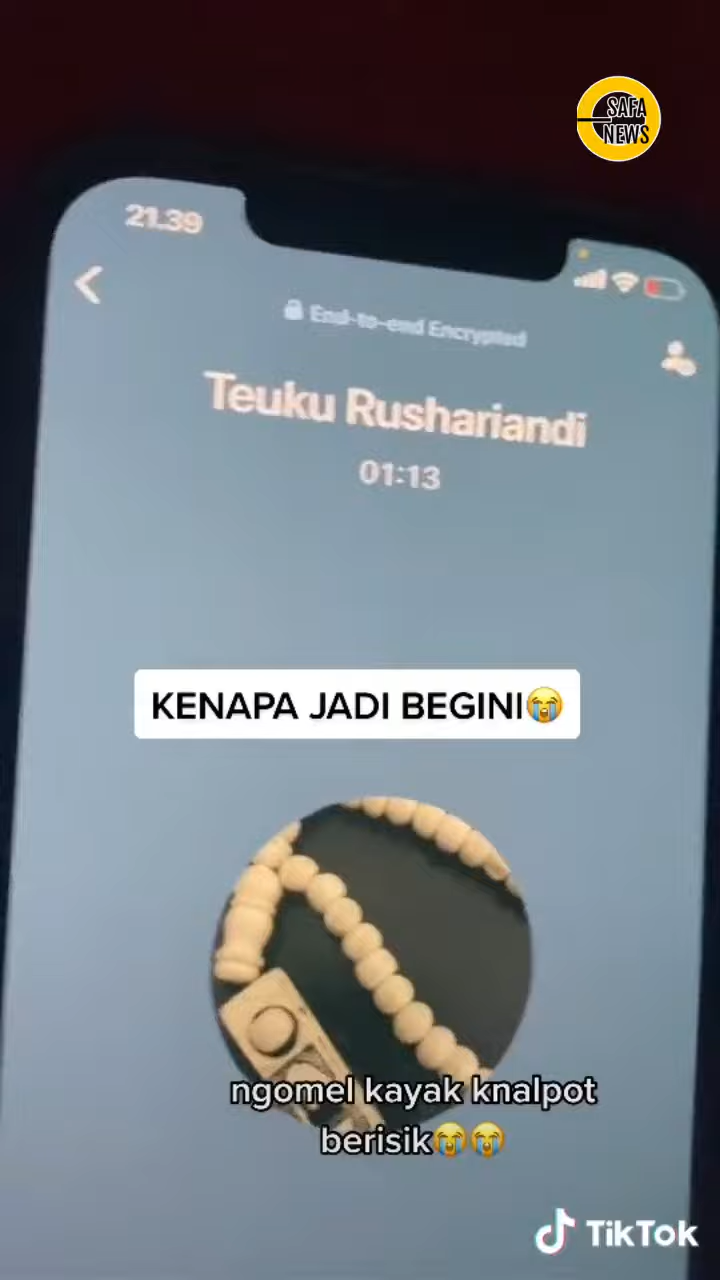 SAFA
NEWS
21.39
End-to-end Encrypted
Teuku Rushariandi
01:13
KENAPA JADI BEGINI😭
ngomel kayak knalpot
berisik😭😭
TikTok